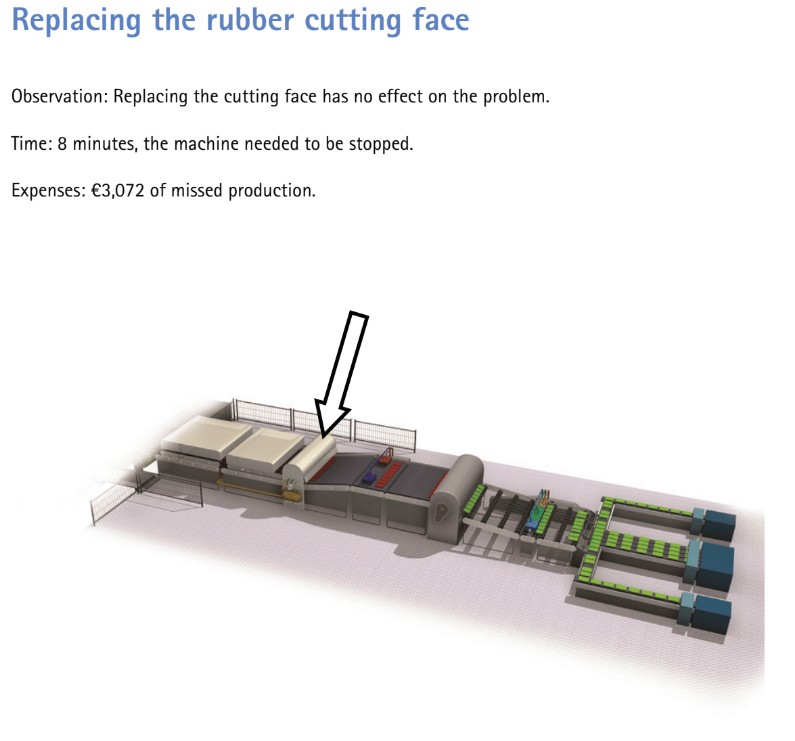 Replacing the rubber cutting face
Observation: Replacing the cutting face has no effect on the problem.
Time: 8 minutes, the machine needed to be stopped.
Expenses: €3,072 of missed production.